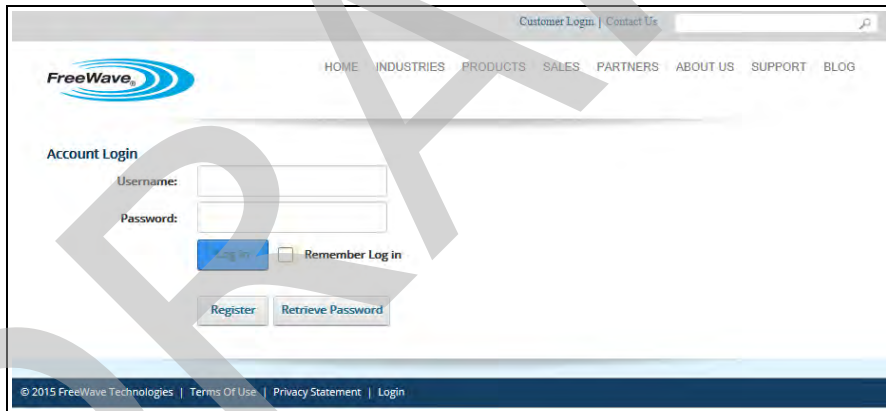 Customer Login | Contact Us
FreeWave®
HOME INDUSTRIES PRODUCTS SALES PARTNERS ABOUT US SUPPORT BLOG
Account Login
Username:
Password:
Log in Remember Log in
Register Retrieve Password
© 2015 FreeWave Technologies | Terms Of Use | Privacy Statement | Login
DRAFT